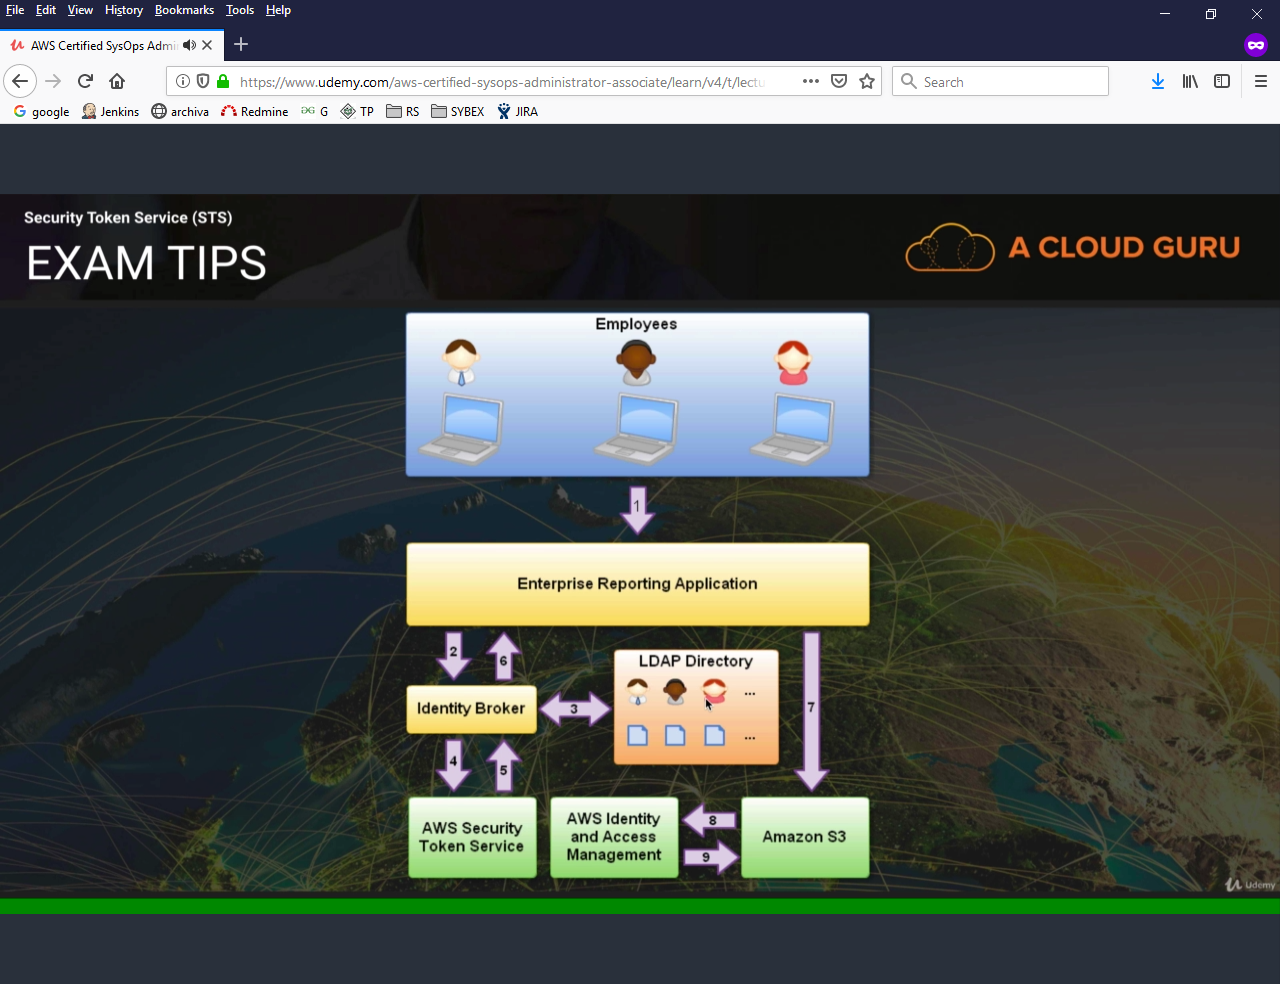 File Edit View History Bookmarks Tools Help
AWS Certified SysOps Admi
https://www.udemy.com/aws-certified-sysops-administrator-associate/learn/v4/t/lectu
Search
google Jenkins archiva Redmine G TP RS SYBEX JIRA
Security Token Service (STS)
EXAM TIPS
A CLOUD GURU
Employees
1
Enterprise Reporting Application
2
6
LDAP Directory
...
Identity Broker
3
7
...
4
5
AWS Security
Token Service
AWS Identity
and Access
Management
8
9
Amazon S3
Udemy